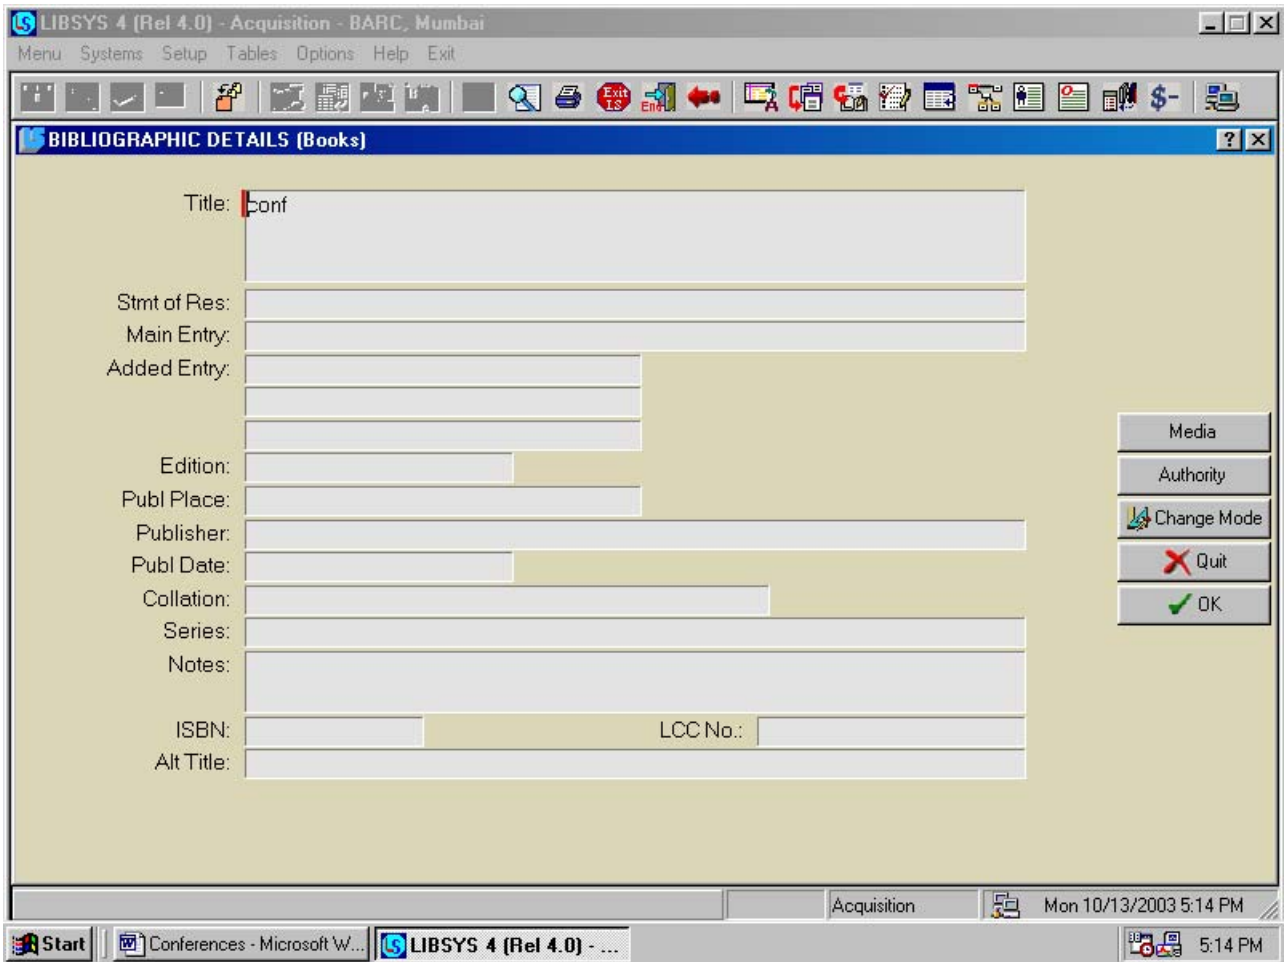 LIBSYS 4 (Rel 4.0) - Acquisition - BARC, Mumbai
Menu Systems Setup Tables Options Help Exit
Exit
BIBLIOGRAPHIC DETAILS (Books)
Title: conf
Stmt of Res:
Main Entry:
Added Entry:
Media
Edition:
Authority
Publ Place:
Change Mode
Publisher:
Publ Date:
Quit
Collation:
OK
Series:
Notes:
ISBN: LCC No.:
Alt Title:
Acquisition Mon 10/13/2003 5:14 PM
Start Conferences - Microsoft W... LIBSYS 4 (Rel 4.0) - ... 5:14 PM